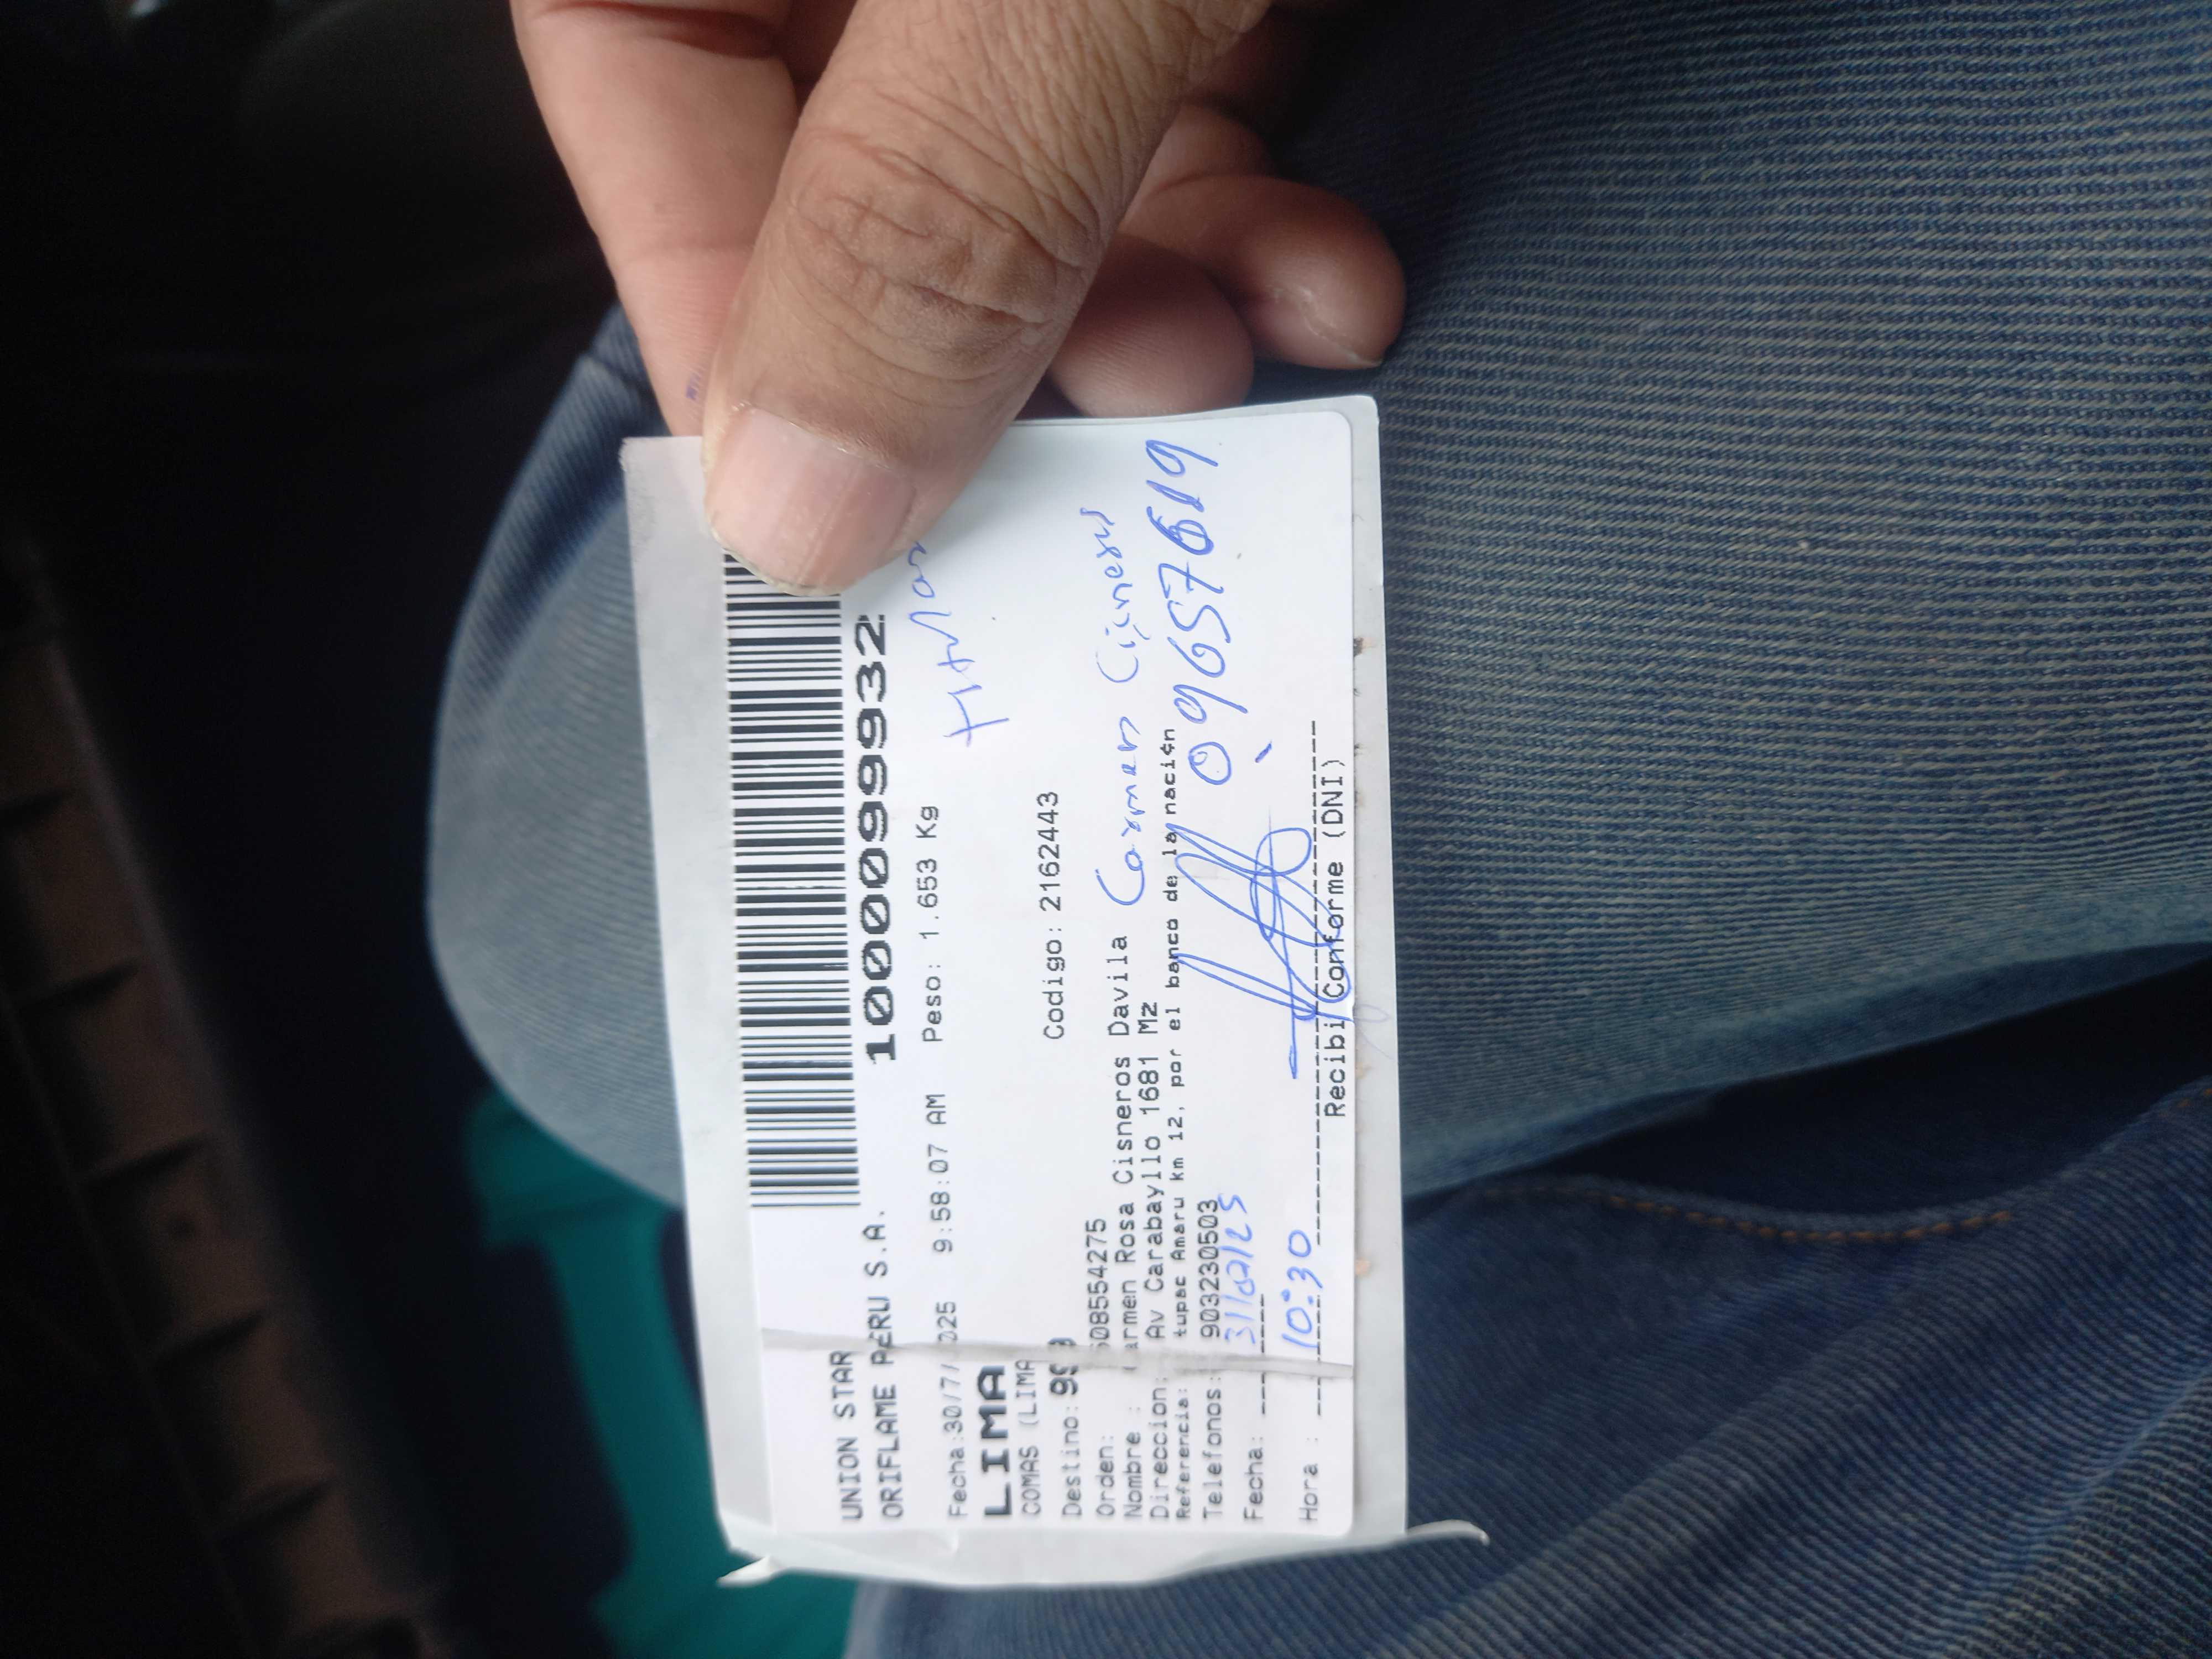 UNION STAR
ORIFLAME PERU S.A.
1000099932
Fecha:30/7/ 025 9:58:07 AM Peso: 1.653 Kg
LIMA
COMAS (LIMA
Codigo: 2162443
Destino:
Orden: 608554275
Nombre : armen Rosa Cisneros Davila
Carmen Cisneros
Direccion: Av Carabayllo 1681 Mz
Referencia: tupac Amaru km 12, por el banco de la nación
Telefonos: 903230503
Fecha: 31/07/25
Hora : 10:30
Recibi Conforme (DNI)